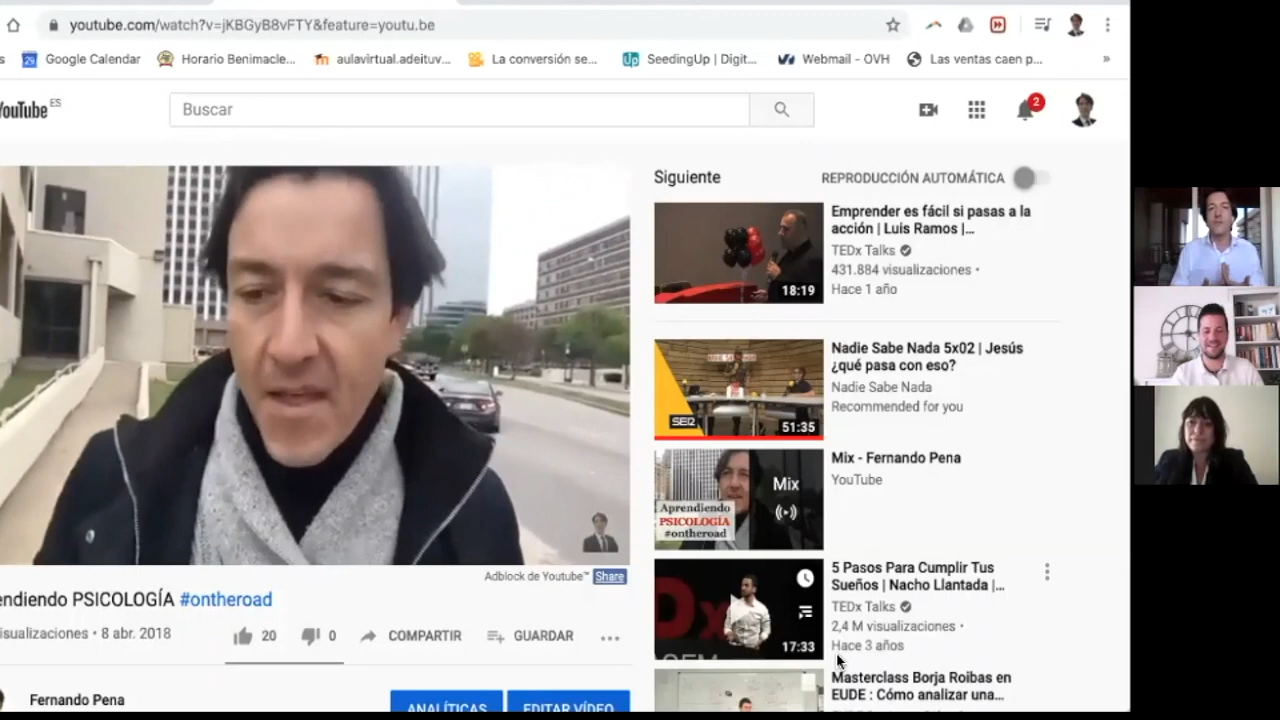 youtube.com/watch?v=jKBGyB8vFTY&feature=youtu.be
s
29
Google Calendar
Horario Benimacle...
aulavirtual.adeituv...
La conversión se...
Up
SeedingUp | Digit...
Webmail - OVH
Las ventas caen p...
»
YouTube ES
Buscar
2
Siguiente
REPRODUCCIÓN AUTOMÁTICA
Emprender es fácil si pasas a la
acción | Luis Ramos |...
TEDx Talks
431.884 visualizaciones •
Hace 1 año
18:19
Nadie Sabe Nada 5x02 | Jesús
¿qué pasa con eso?
Nadie Sabe Nada
Recommended for you
SER
51:35
Mix - Fernando Pena
YouTube
Mix
Aprendiendo
PSICOLOGÍA
#ontheroad
5 Pasos Para Cumplir Tus
Sueños | Nacho Llantada |...
TEDx Talks
2,4 M visualizaciones •
Hace 3 años
17:33
Masterclass Borja Roibas en
EUDE : Cómo analizar una...
Adblock de Youtube™ Share
endiendo PSICOLOGÍA #ontheroad
isualizaciones • 8 abr. 2018
20
0
COMPARTIR
GUARDAR
Fernando Pena
ANALÍTICAS
EDITAR VÍDEO